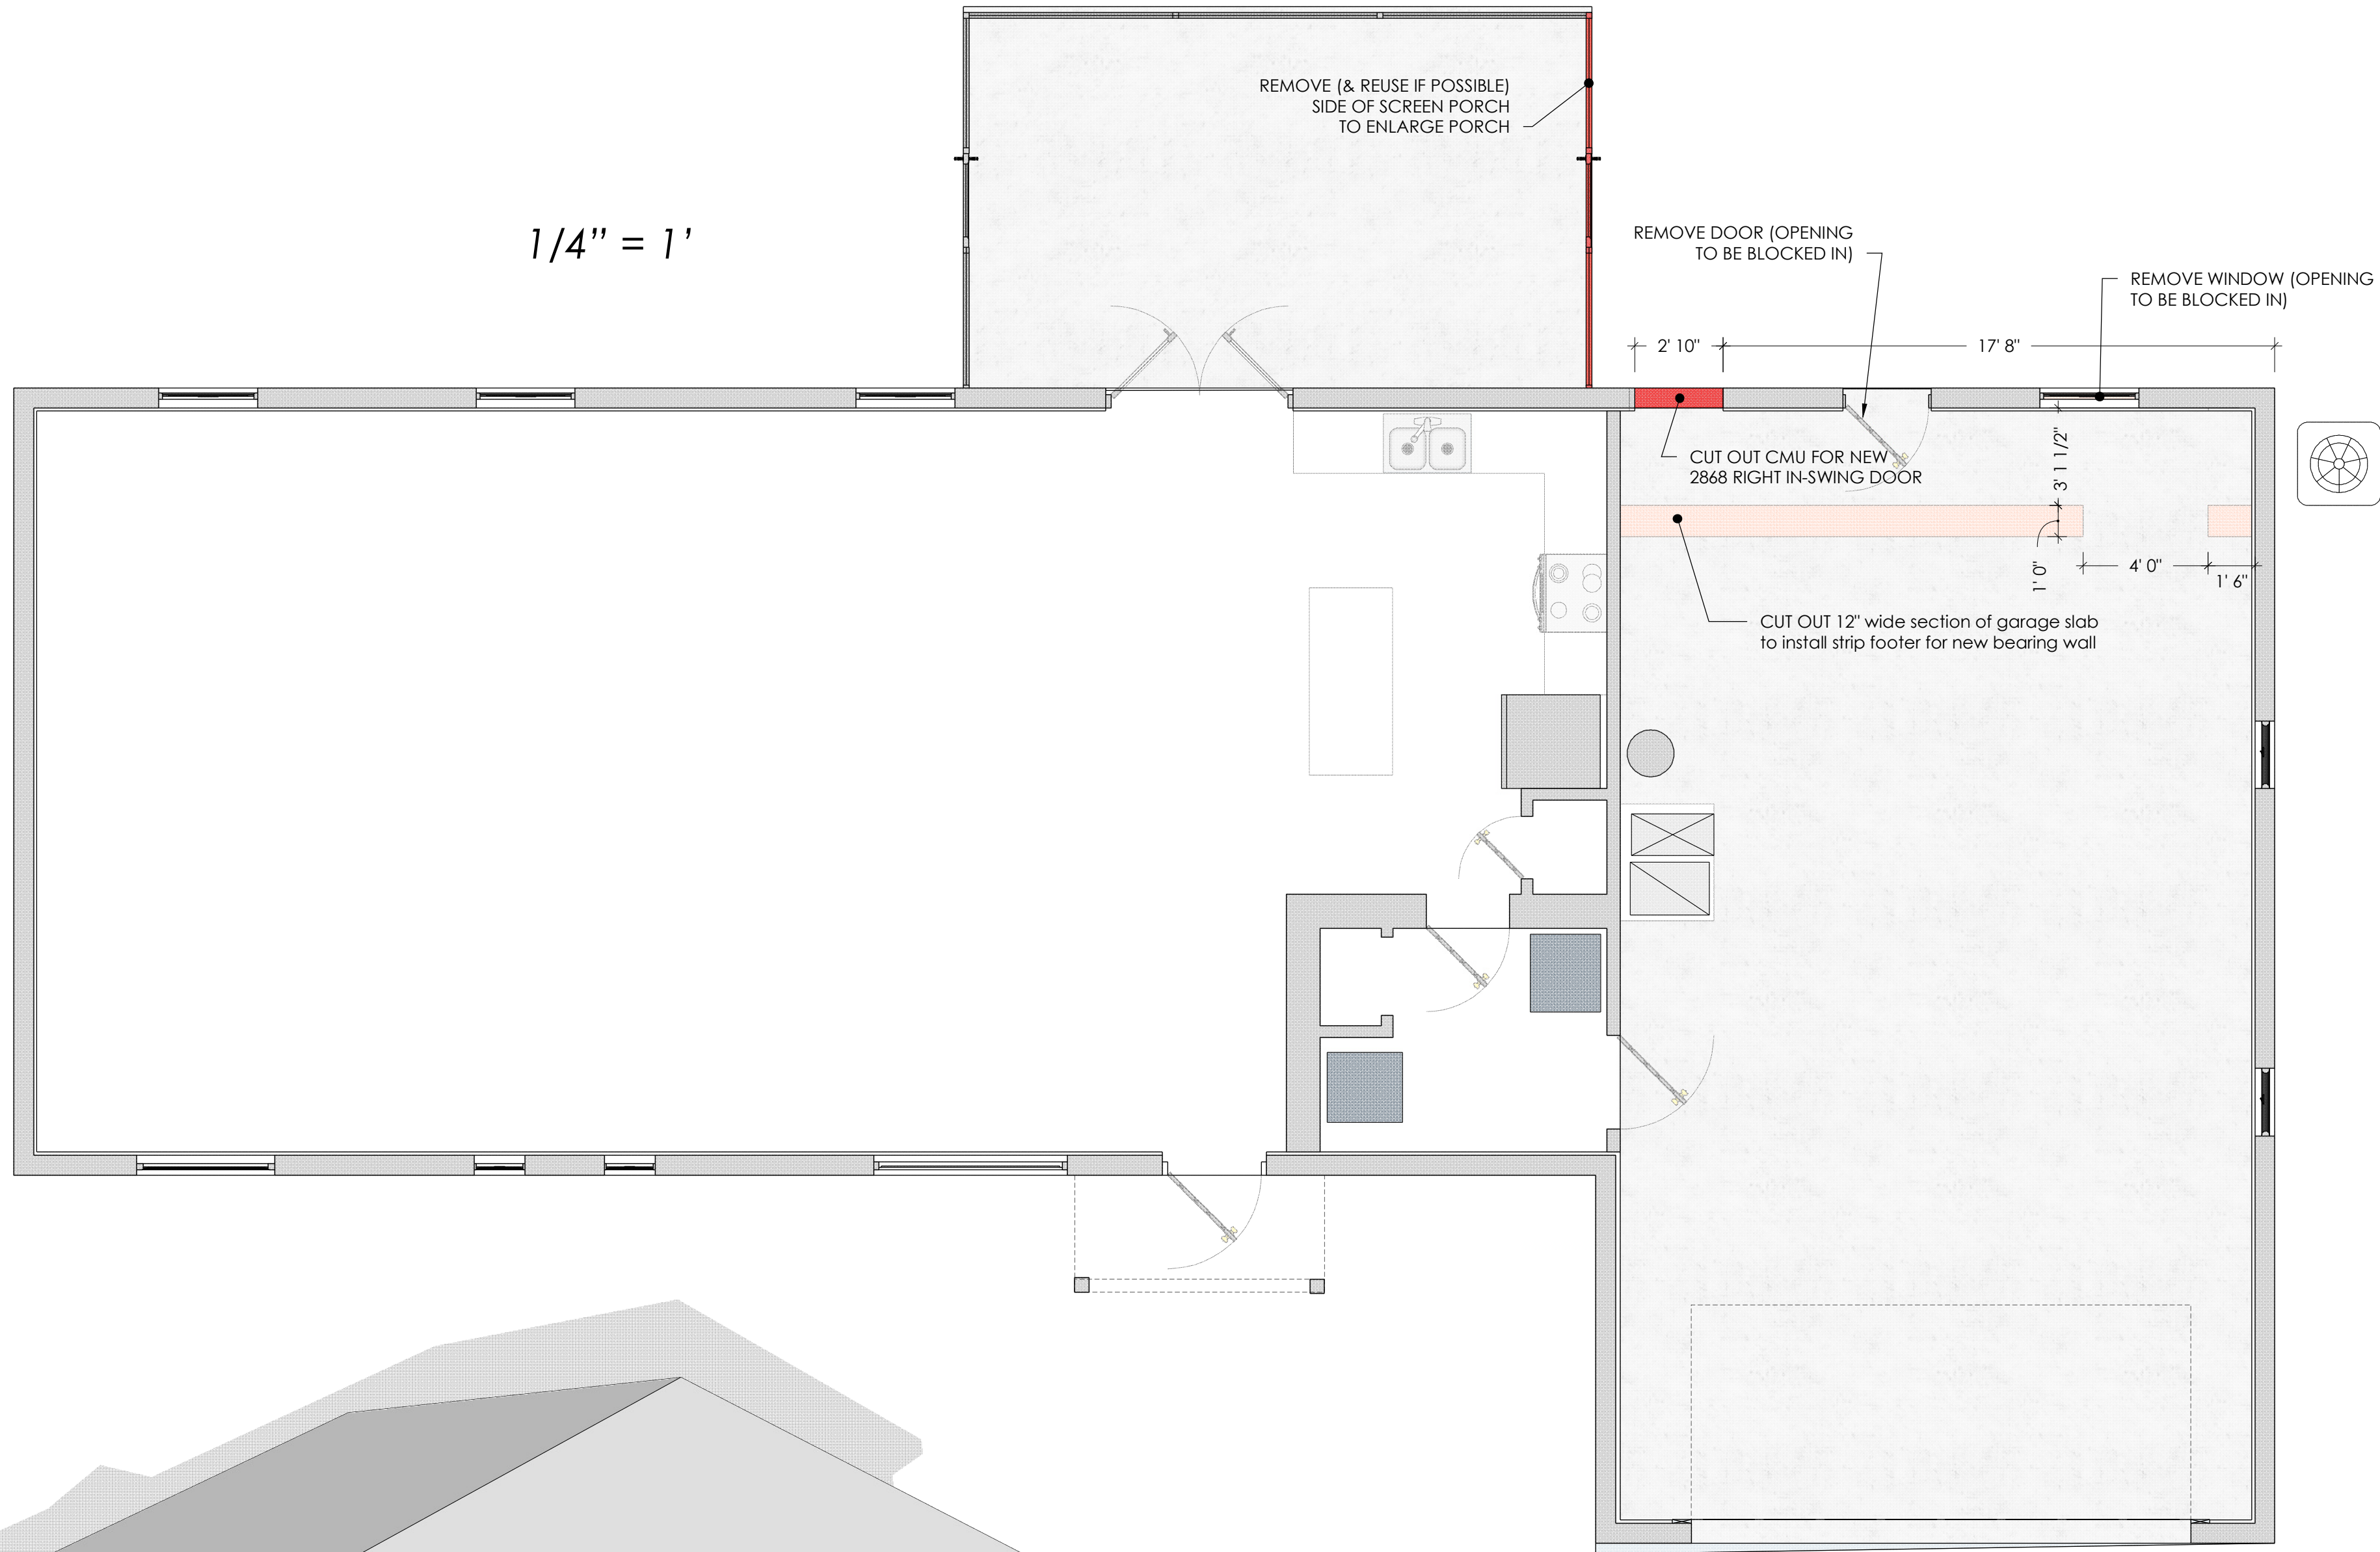 REMOVE (& REUSE IF POSSIBLE)
SIDE OF SCREEN PORCH
TO ENLARGE PORCH
1/4” = 1’
REMOVE DOOR (OPENING
TO BE BLOCKED IN)
REMOVE WINDOW (OPENING
TO BE BLOCKED IN)
2' 10"
17' 8"
3' 1 1/2"
CUT OUT CMU FOR NEW
2868 RIGHT IN-SWING DOOR
1' 0"
4' 0"
1' 6"
CUT OUT 12" wide section of garage slab
to install strip footer for new bearing wall